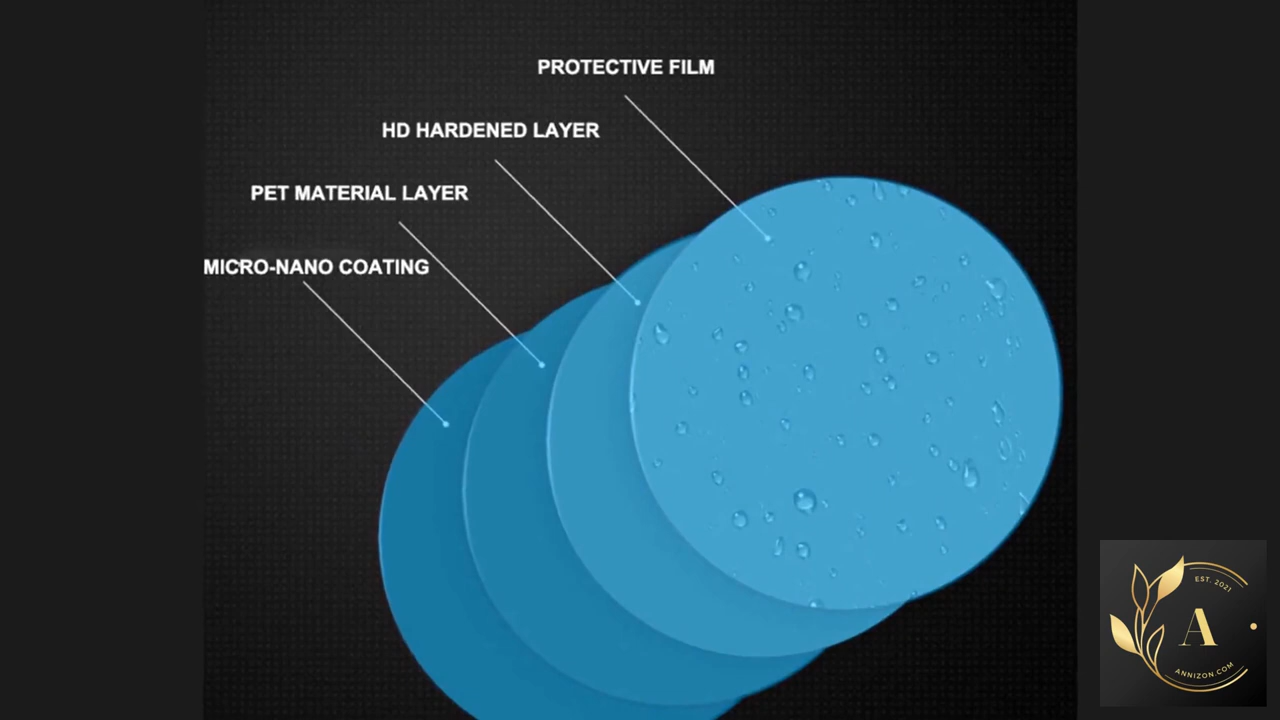 PROTECTIVE FILM
HD HARDENED LAYER
PET MATERIAL LAYER
MICRO-NANO COATING
EST. 2021
A
ANNIZON.COM